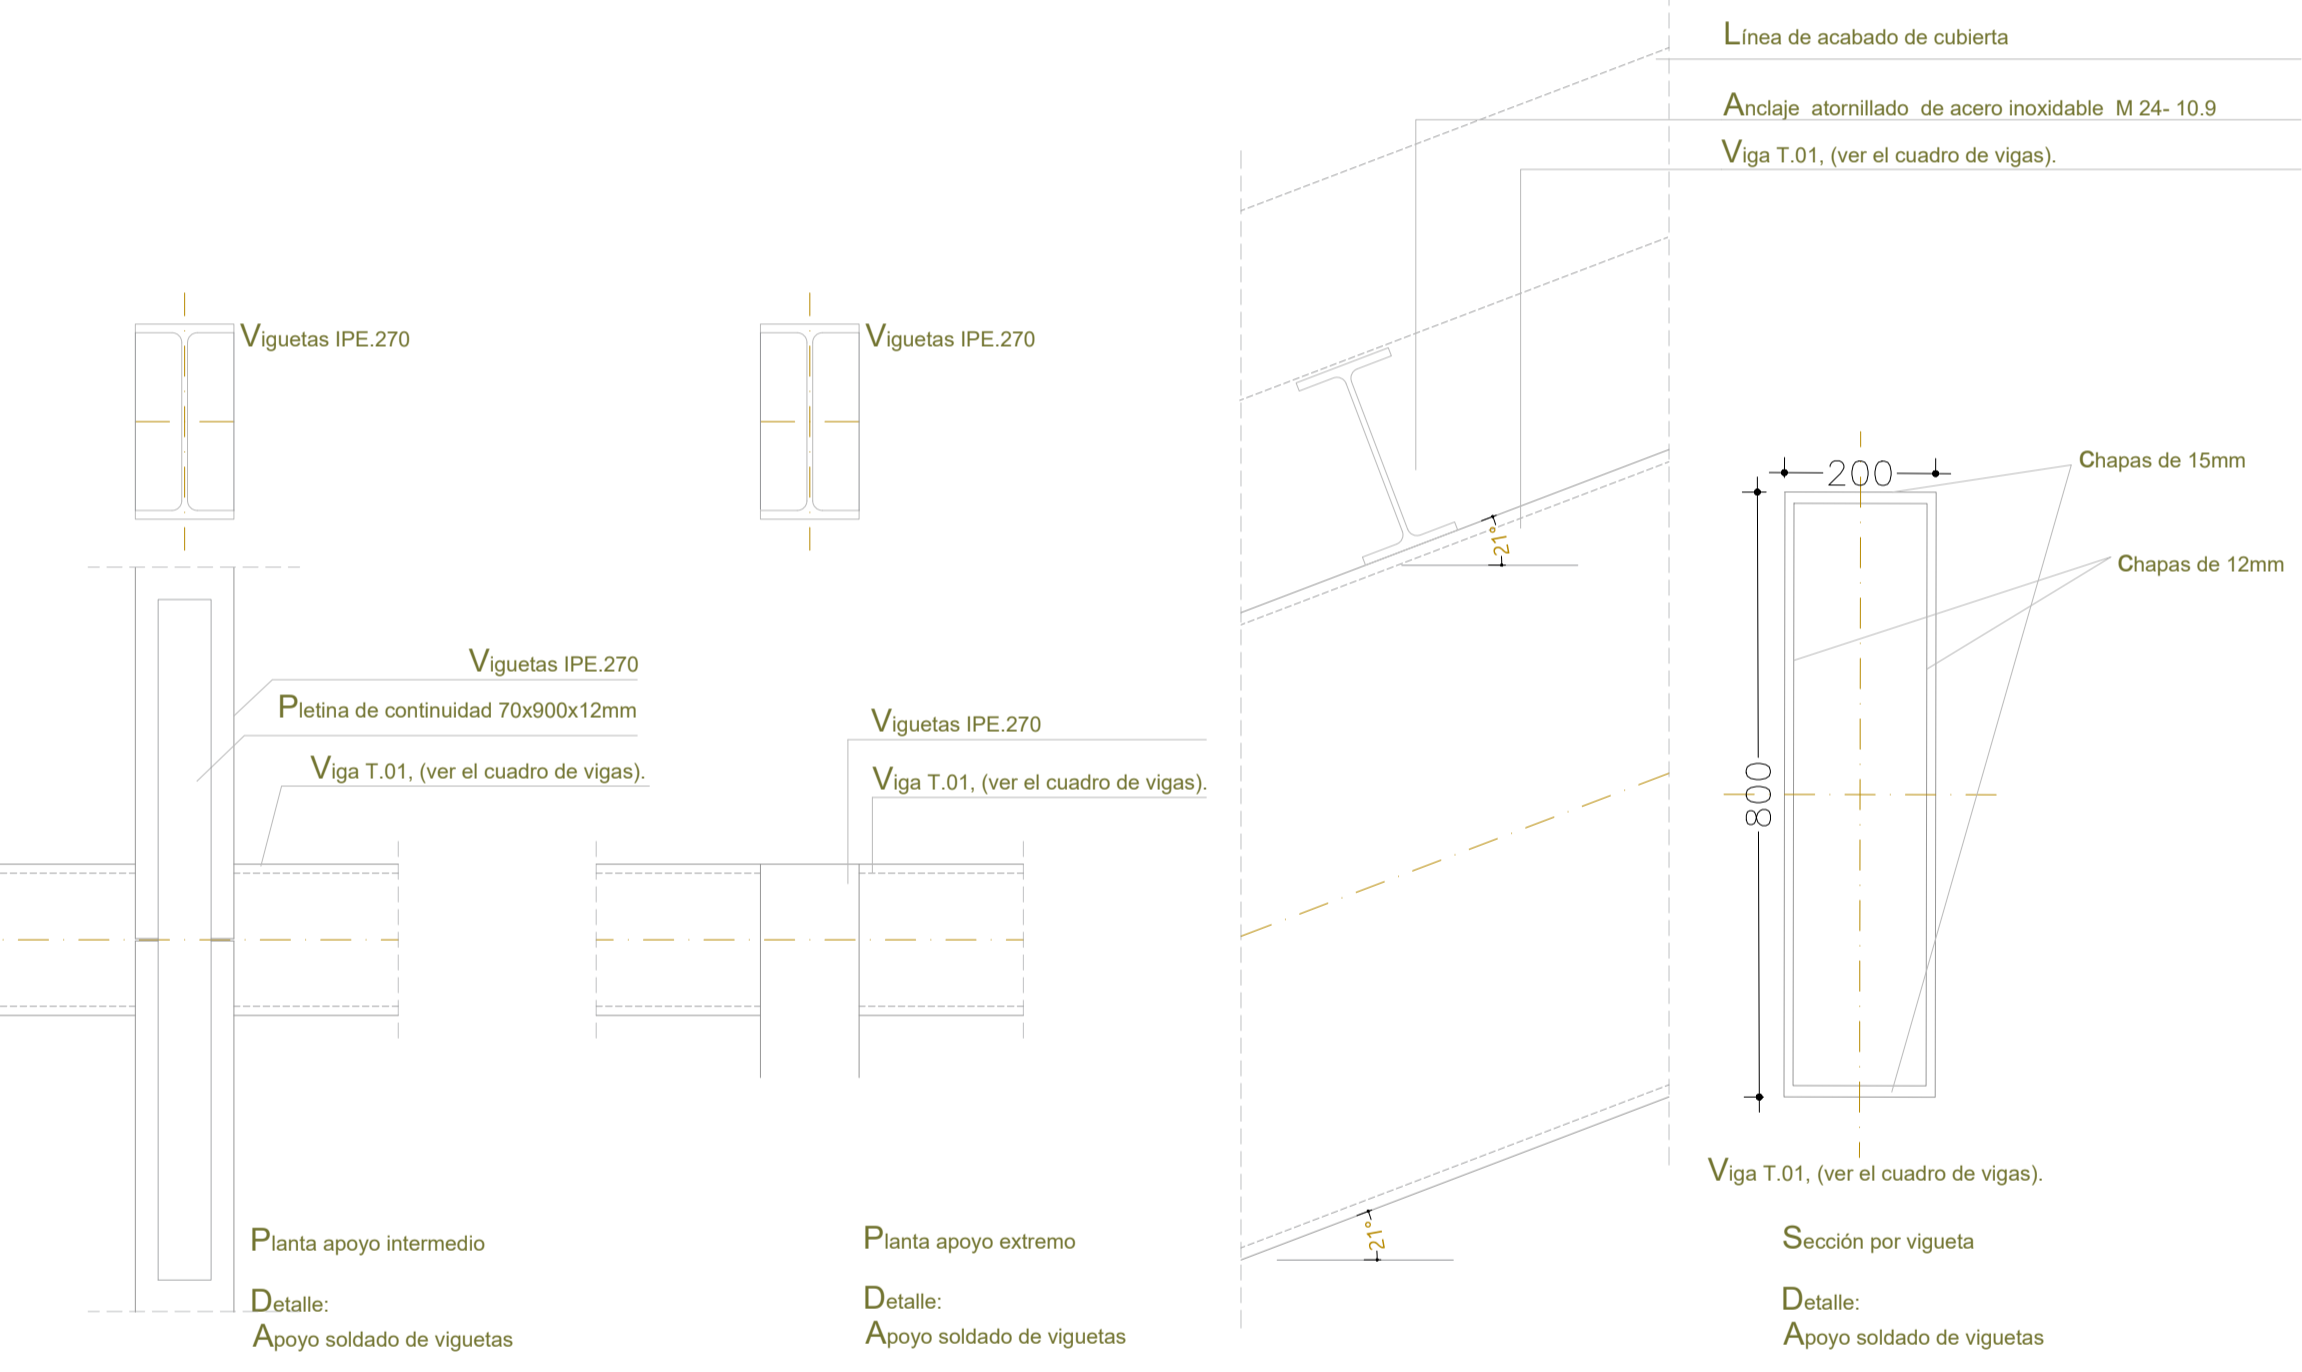 Línea de acabado de cubierta
Anclaje atornillado de acero inoxidable M 24- 10.9
Viga T.01, (ver el cuadro de vigas).
Viguetas IPE.270
Viguetas IPE.270
200
Chapas de 15mm
21°
Chapas de 12mm
Viguetas IPE.270
Pletina de continuidad 70x900x12mm
Viga T.01, (ver el cuadro de vigas).
Viguetas IPE.270
Viga T.01, (ver el cuadro de vigas).
800
21°
Viga T.01, (ver el cuadro de vigas).
Planta apoyo intermedio
Detalle:
Apoyo soldado de viguetas
Planta apoyo extremo
Detalle:
Apoyo soldado de viguetas
Sección por vigueta
Detalle:
Apoyo soldado de viguetas